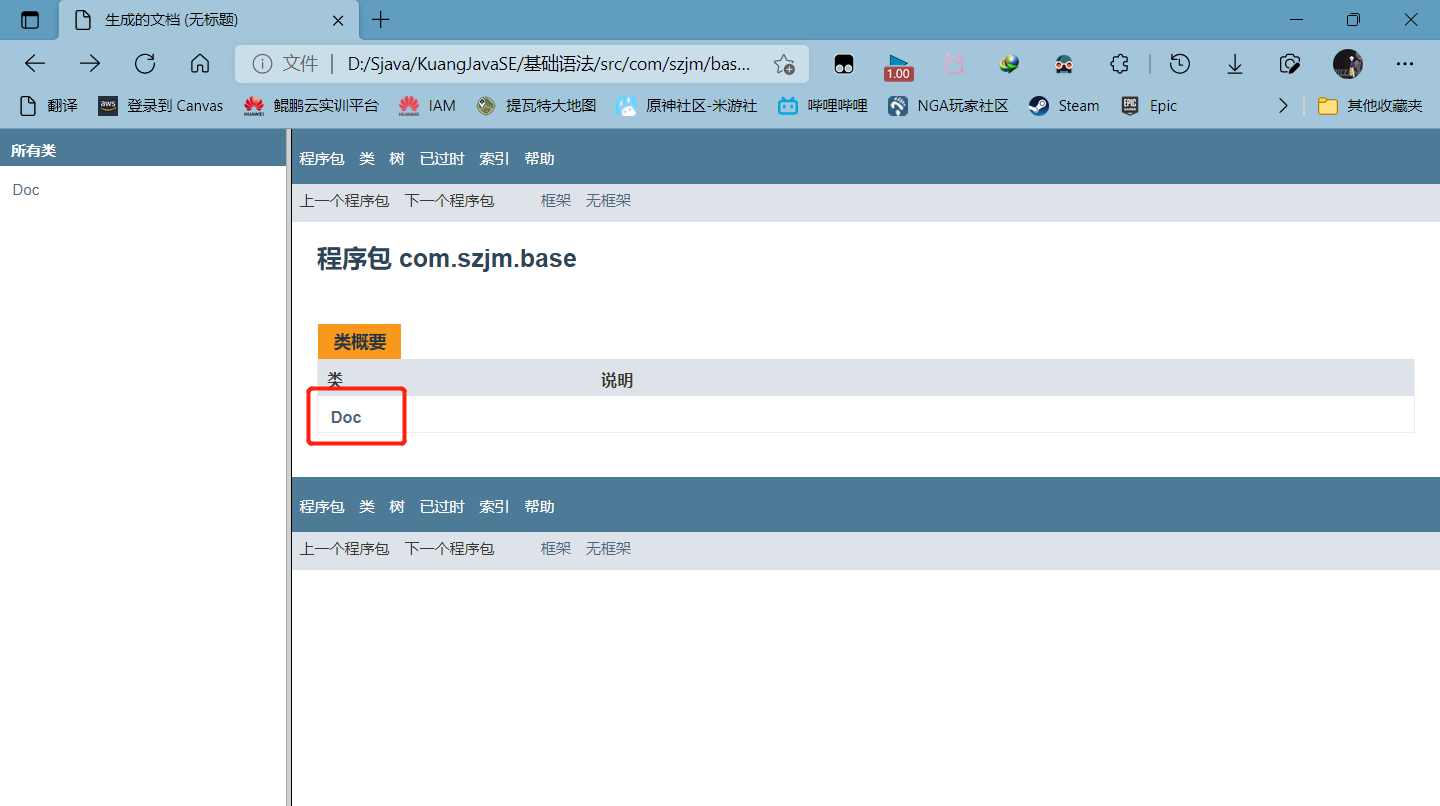 生成的文档 (无标题)
文件 D:/Sjava/KuangJavaSE/基础语法/src/com/szjm/bas...
1.00
翻译 aws 登录到 Canvas HUAWEI 鲲鹏云实训平台 HUAWEI IAM 提瓦特大地图 原神社区-米游社 哔哩哔哩 NGA玩家社区 Steam EPIC GAMES Epic 其他收藏夹
所有类
Doc
程序包 类 树 已过时 索引 帮助
上一个程序包 下一个程序包 框架 无框架
程序包 com.szjm.base
类概要
类 说明
Doc
程序包 类 树 已过时 索引 帮助
上一个程序包 下一个程序包 框架 无框架